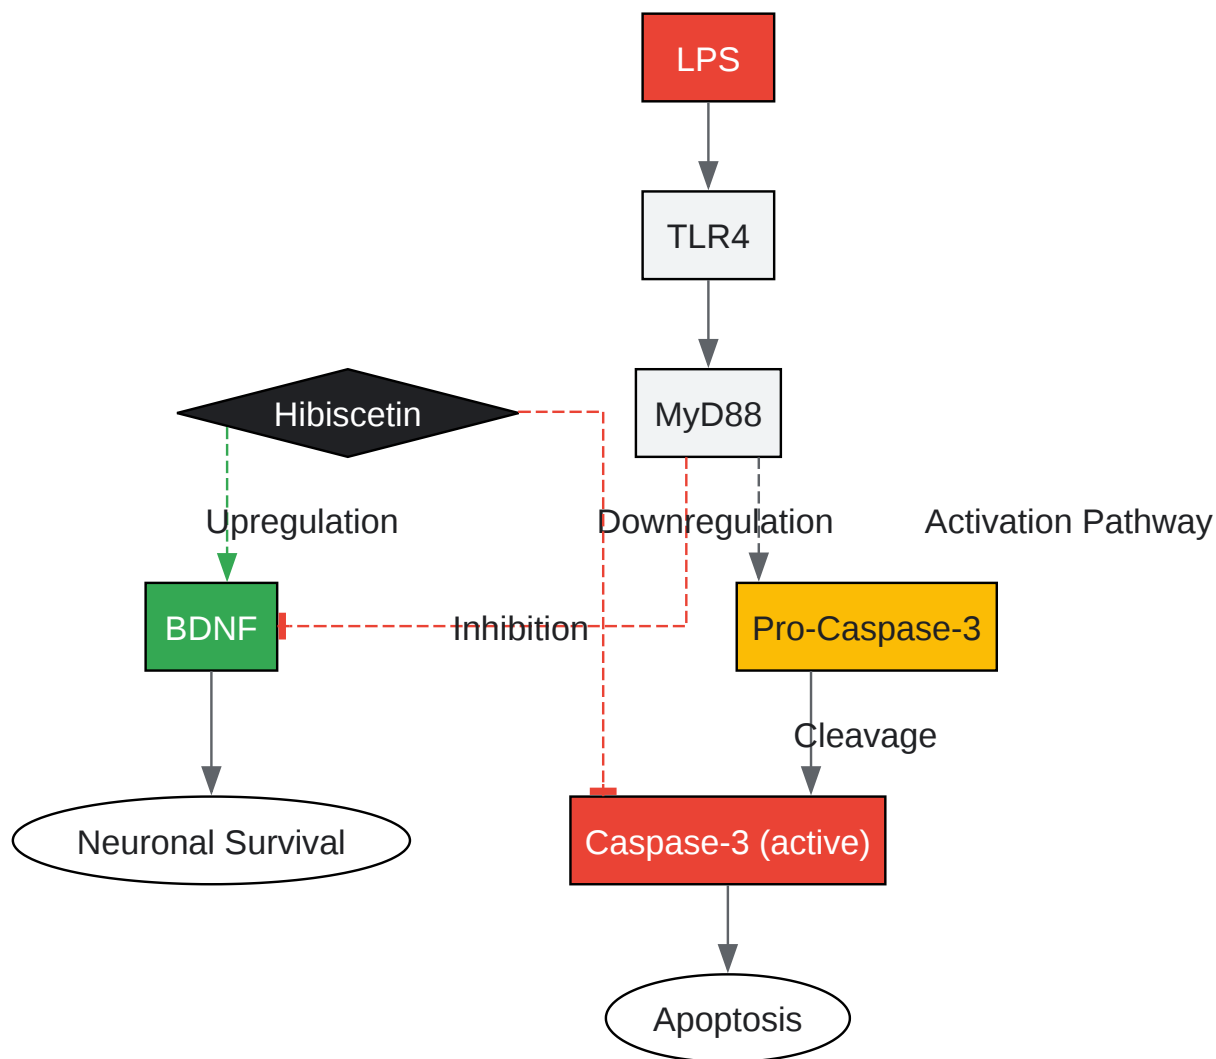 LPS
TLR4
Hibiscetin
MyD88
Upregulation
Downregulation
Activation Pathway
BDNF
Inhibition
Pro-Caspase-3
Cleavage
Neuronal Survival
Caspase-3 (active)
Apoptosis